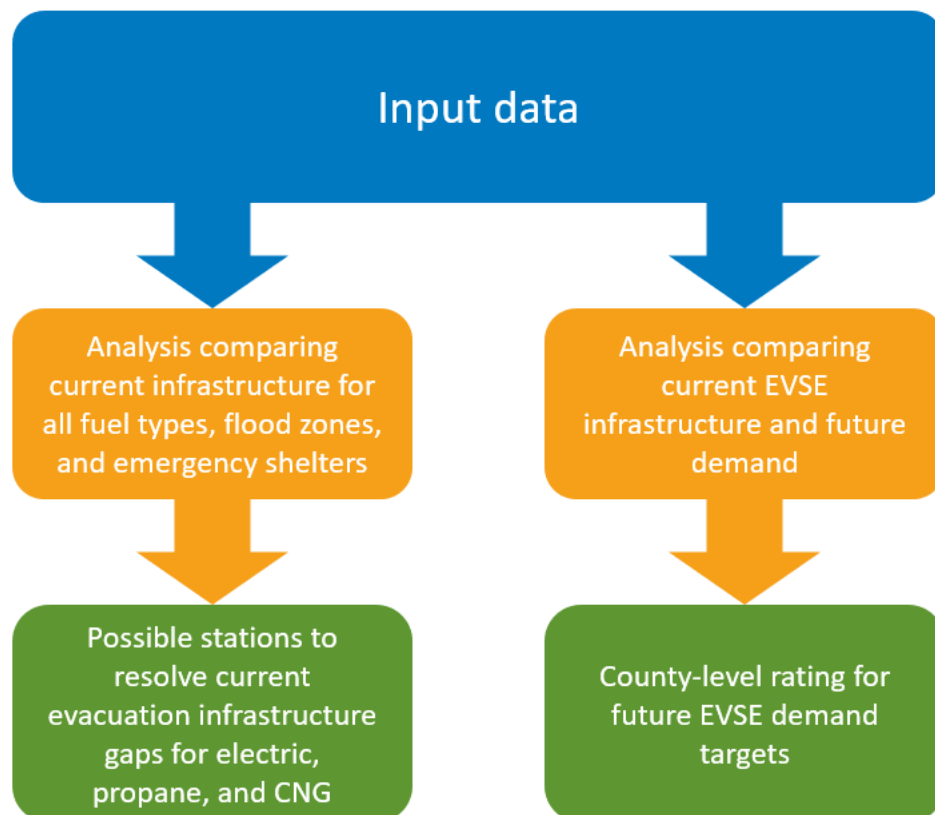 Input data
Analysis comparing
current infrastructure for
all fuel types, flood zones,
and emergency shelters
Analysis comparing
current EVSE
infrastructure and future
demand
Possible stations to
resolve current
evacuation infrastructure
gaps for electric,
propane, and CNG
County-level rating for
future EVSE demand
targets